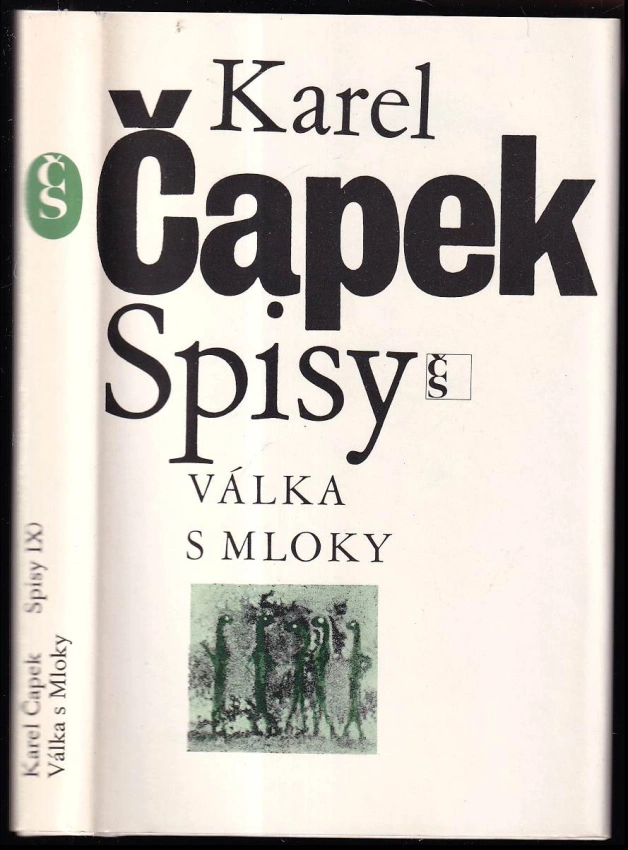 Karel
Čapek
Spisy
ČS
VÁLKA
S MLOKY
ČS
Karel Čapek Spisy IX
Válka s Mloky